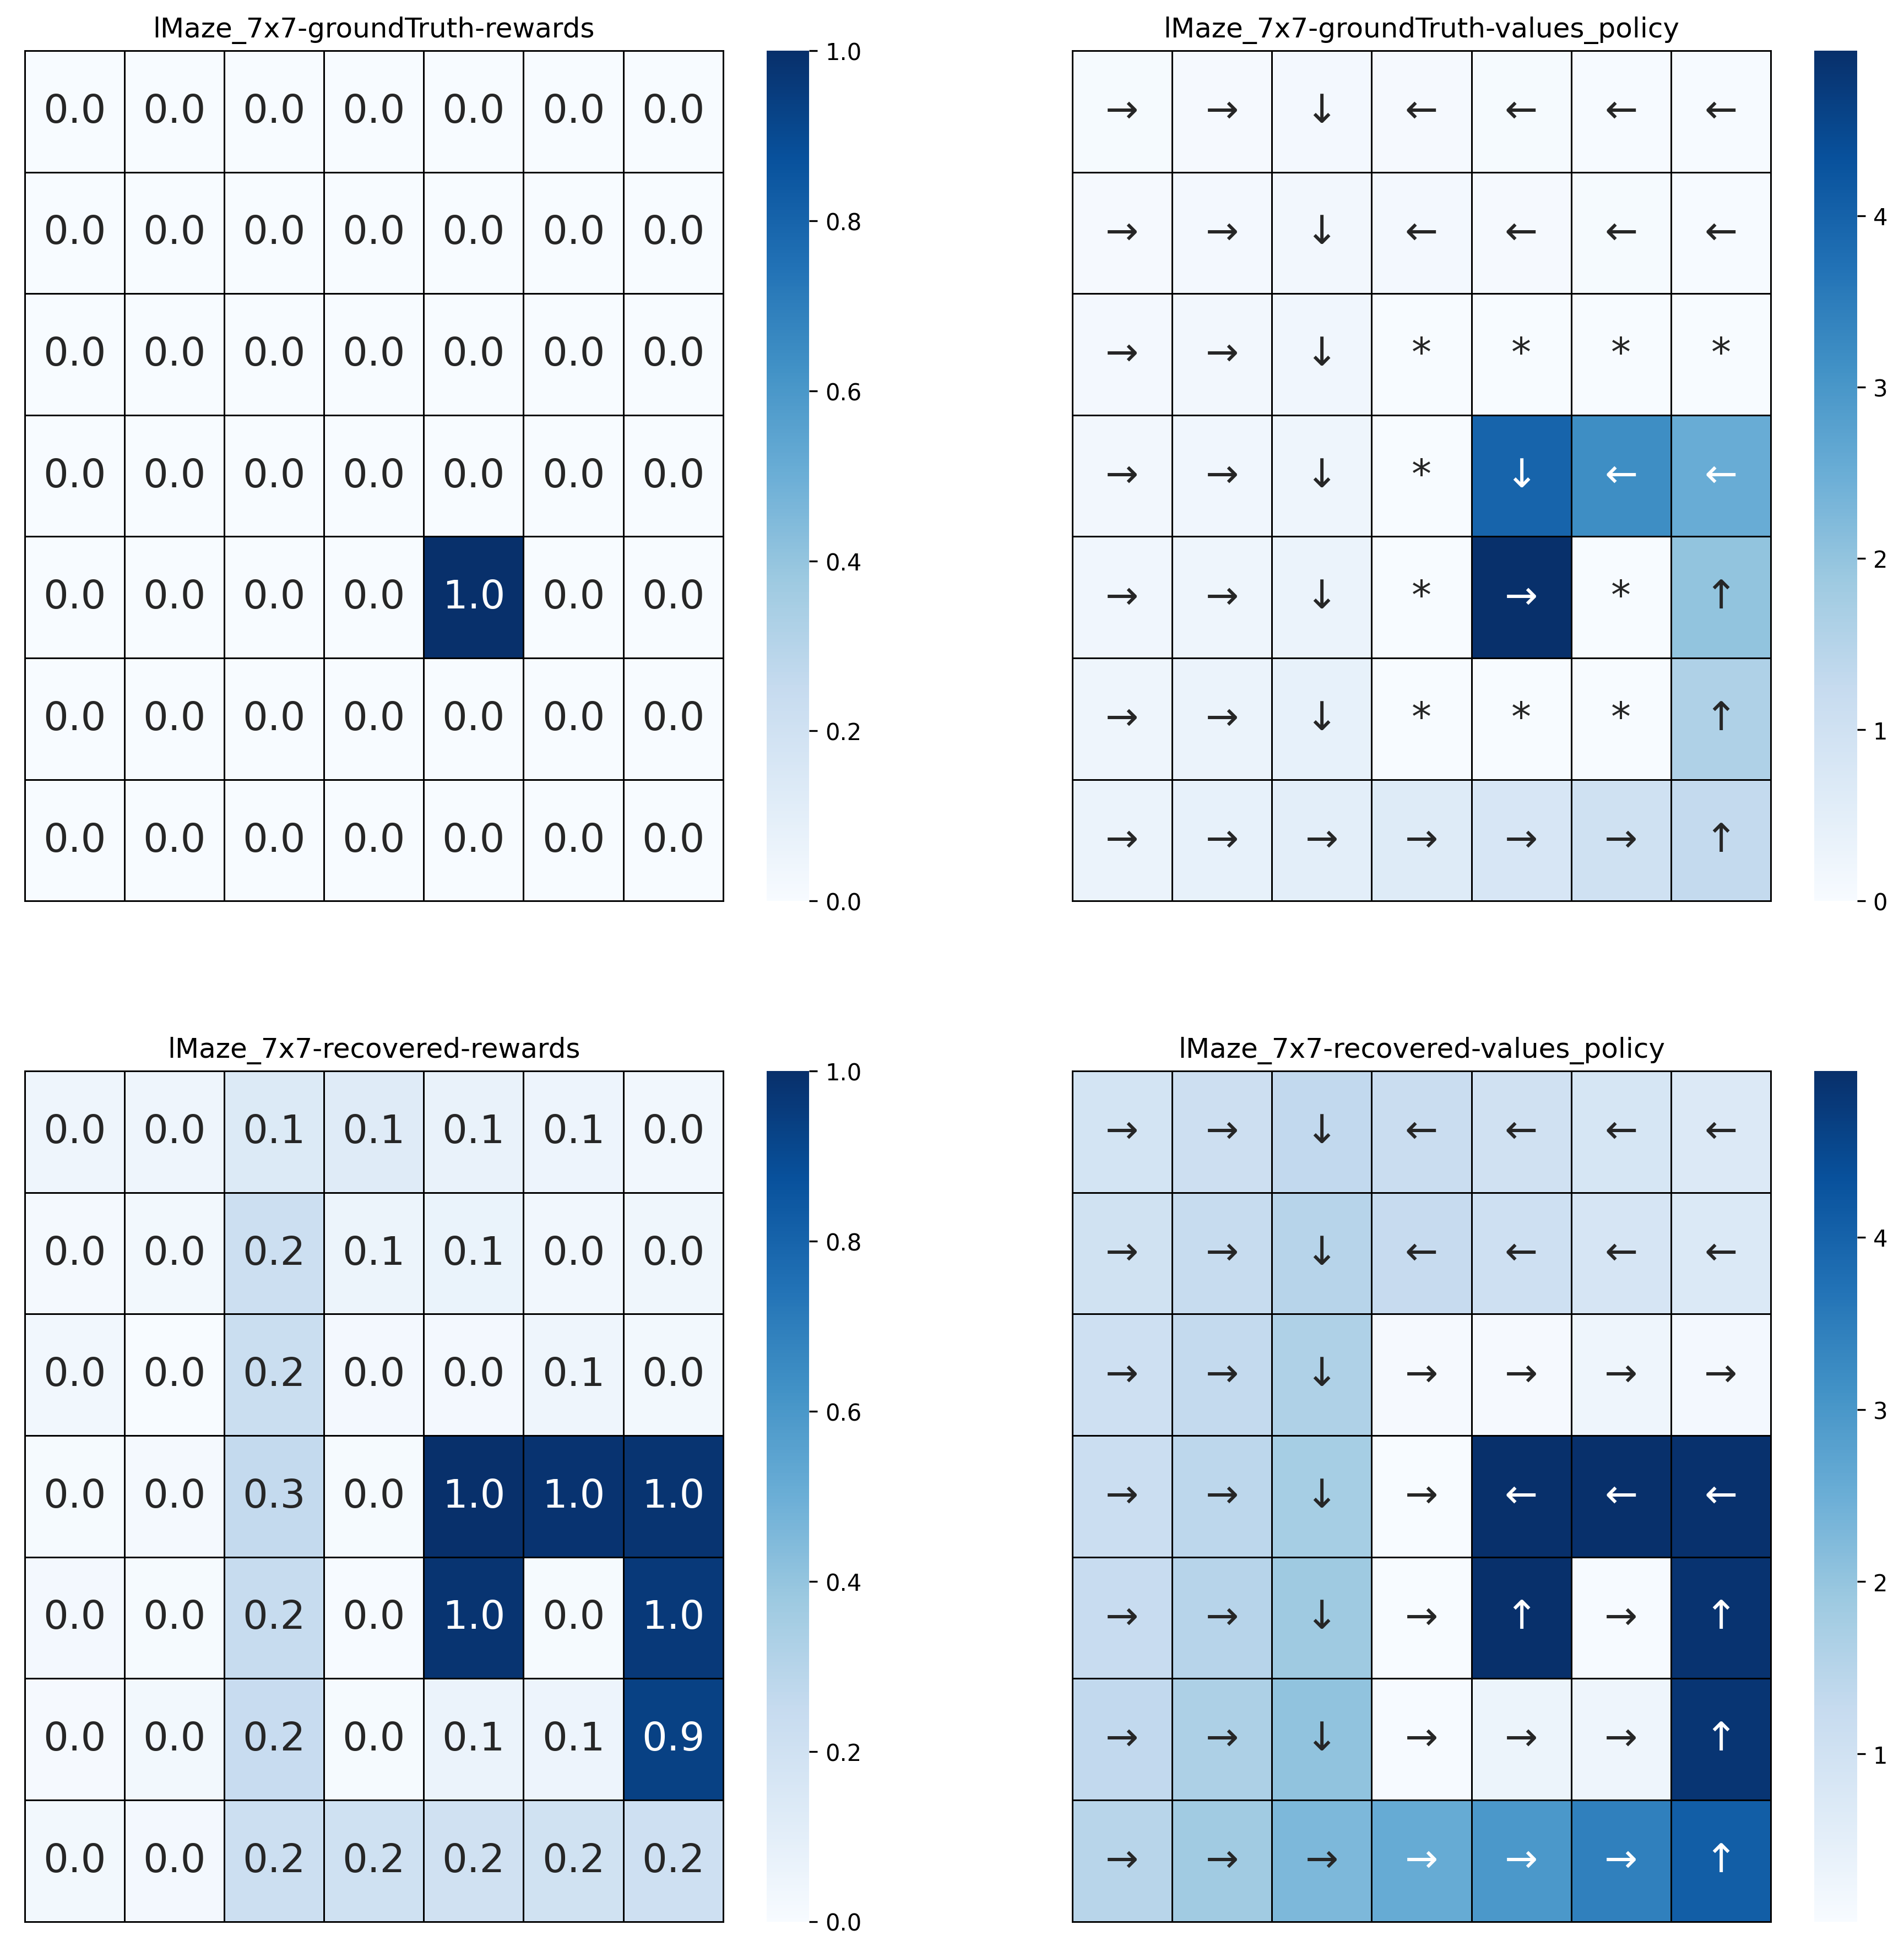 lMaze_7x7-groundTruth-rewards
0.0 0.0 0.0 0.0 0.0 0.0 0.0
0.0 0.0 0.0 0.0 0.0 0.0 0.0
0.0 0.0 0.0 0.0 0.0 0.0 0.0
0.0 0.0 0.0 0.0 0.0 0.0 0.0
0.0 0.0 0.0 0.0 1.0 0.0 0.0
0.0 0.0 0.0 0.0 0.0 0.0 0.0
0.0 0.0 0.0 0.0 0.0 0.0 0.0
1.0
0.8
0.6
0.4
0.2
0.0
lMaze_7x7-groundTruth-values_policy
→ → ↓ ← ← ← ←
→ → ↓ ← ← ← ←
→ → ↓ * * * *
→ → ↓ * ↓ ← ←
→ → ↓ * → * ↑
→ → ↓ * * * ↑
→ → → → → → ↑
4
3
2
1
0
lMaze_7x7-recovered-rewards
0.0 0.0 0.1 0.1 0.1 0.1 0.0
0.0 0.0 0.2 0.1 0.1 0.0 0.0
0.0 0.0 0.2 0.0 0.0 0.1 0.0
0.0 0.0 0.3 0.0 1.0 1.0 1.0
0.0 0.0 0.2 0.0 1.0 0.0 1.0
0.0 0.0 0.2 0.0 0.1 0.1 0.9
0.0 0.0 0.2 0.2 0.2 0.2 0.2
1.0
0.8
0.6
0.4
0.2
0.0
lMaze_7x7-recovered-values_policy
→ → ↓ ← ← ← ←
→ → ↓ ← ← ← ←
→ → ↓ → → → →
→ → ↓ → ← ← ←
→ → ↓ → ↑ → ↑
→ → ↓ → → → ↑
→ → → → → → ↑
4
3
2
1